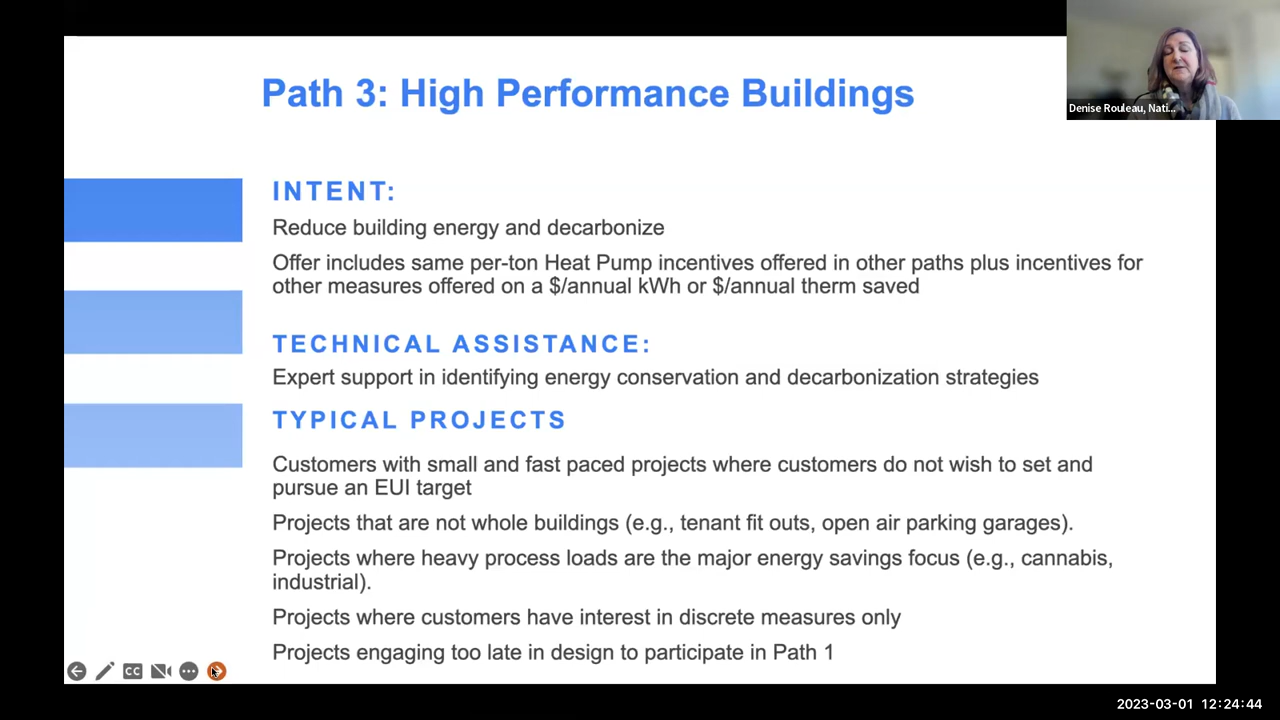 Path 3: High Performance Buildings
Denise Rouleau, Nati...
INTENT:
Reduce building energy and decarbonize
Offer includes same per-ton Heat Pump incentives offered in other paths plus incentives for
other measures offered on a $/annual kWh or $/annual therm saved
TECHNICAL ASSISTANCE:
Expert support in identifying energy conservation and decarbonization strategies
TYPICAL PROJECTS
Customers with small and fast paced projects where customers do not wish to set and
pursue an EUI target
Projects that are not whole buildings (e.g., tenant fit outs, open air parking garages).
Projects where heavy process loads are the major energy savings focus (e.g., cannabis,
industrial).
Projects where customers have interest in discrete measures only
Projects engaging too late in design to participate in Path 1
CC
2023-03-01 12:24:44